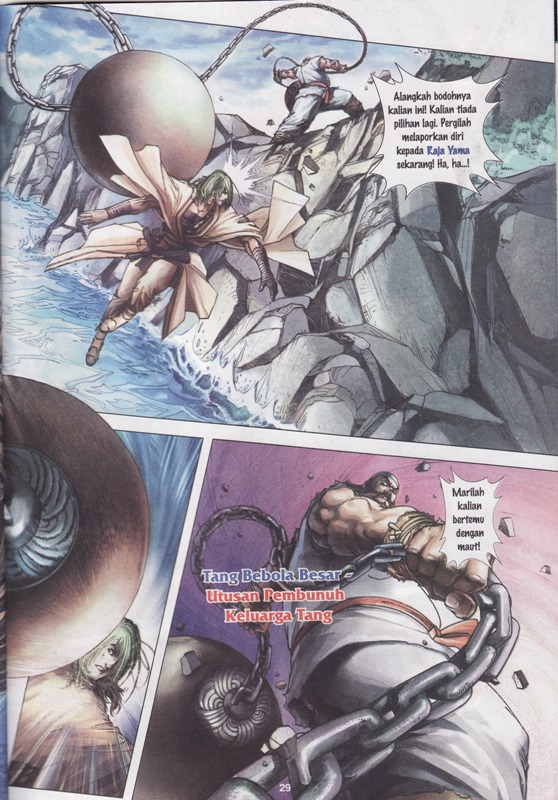 Alangkah bodohnya
kalian ini! Kalian tiada
pilihan lagi. Pergilah
melaporkan diri
kepada Raja Yama
sekarang! Ha, ha...!
Marilah
kalian
bertemu
dengan
maut!
Tang Bebola Besar -
Utusan Pembunuh
Keluarga Tang
29